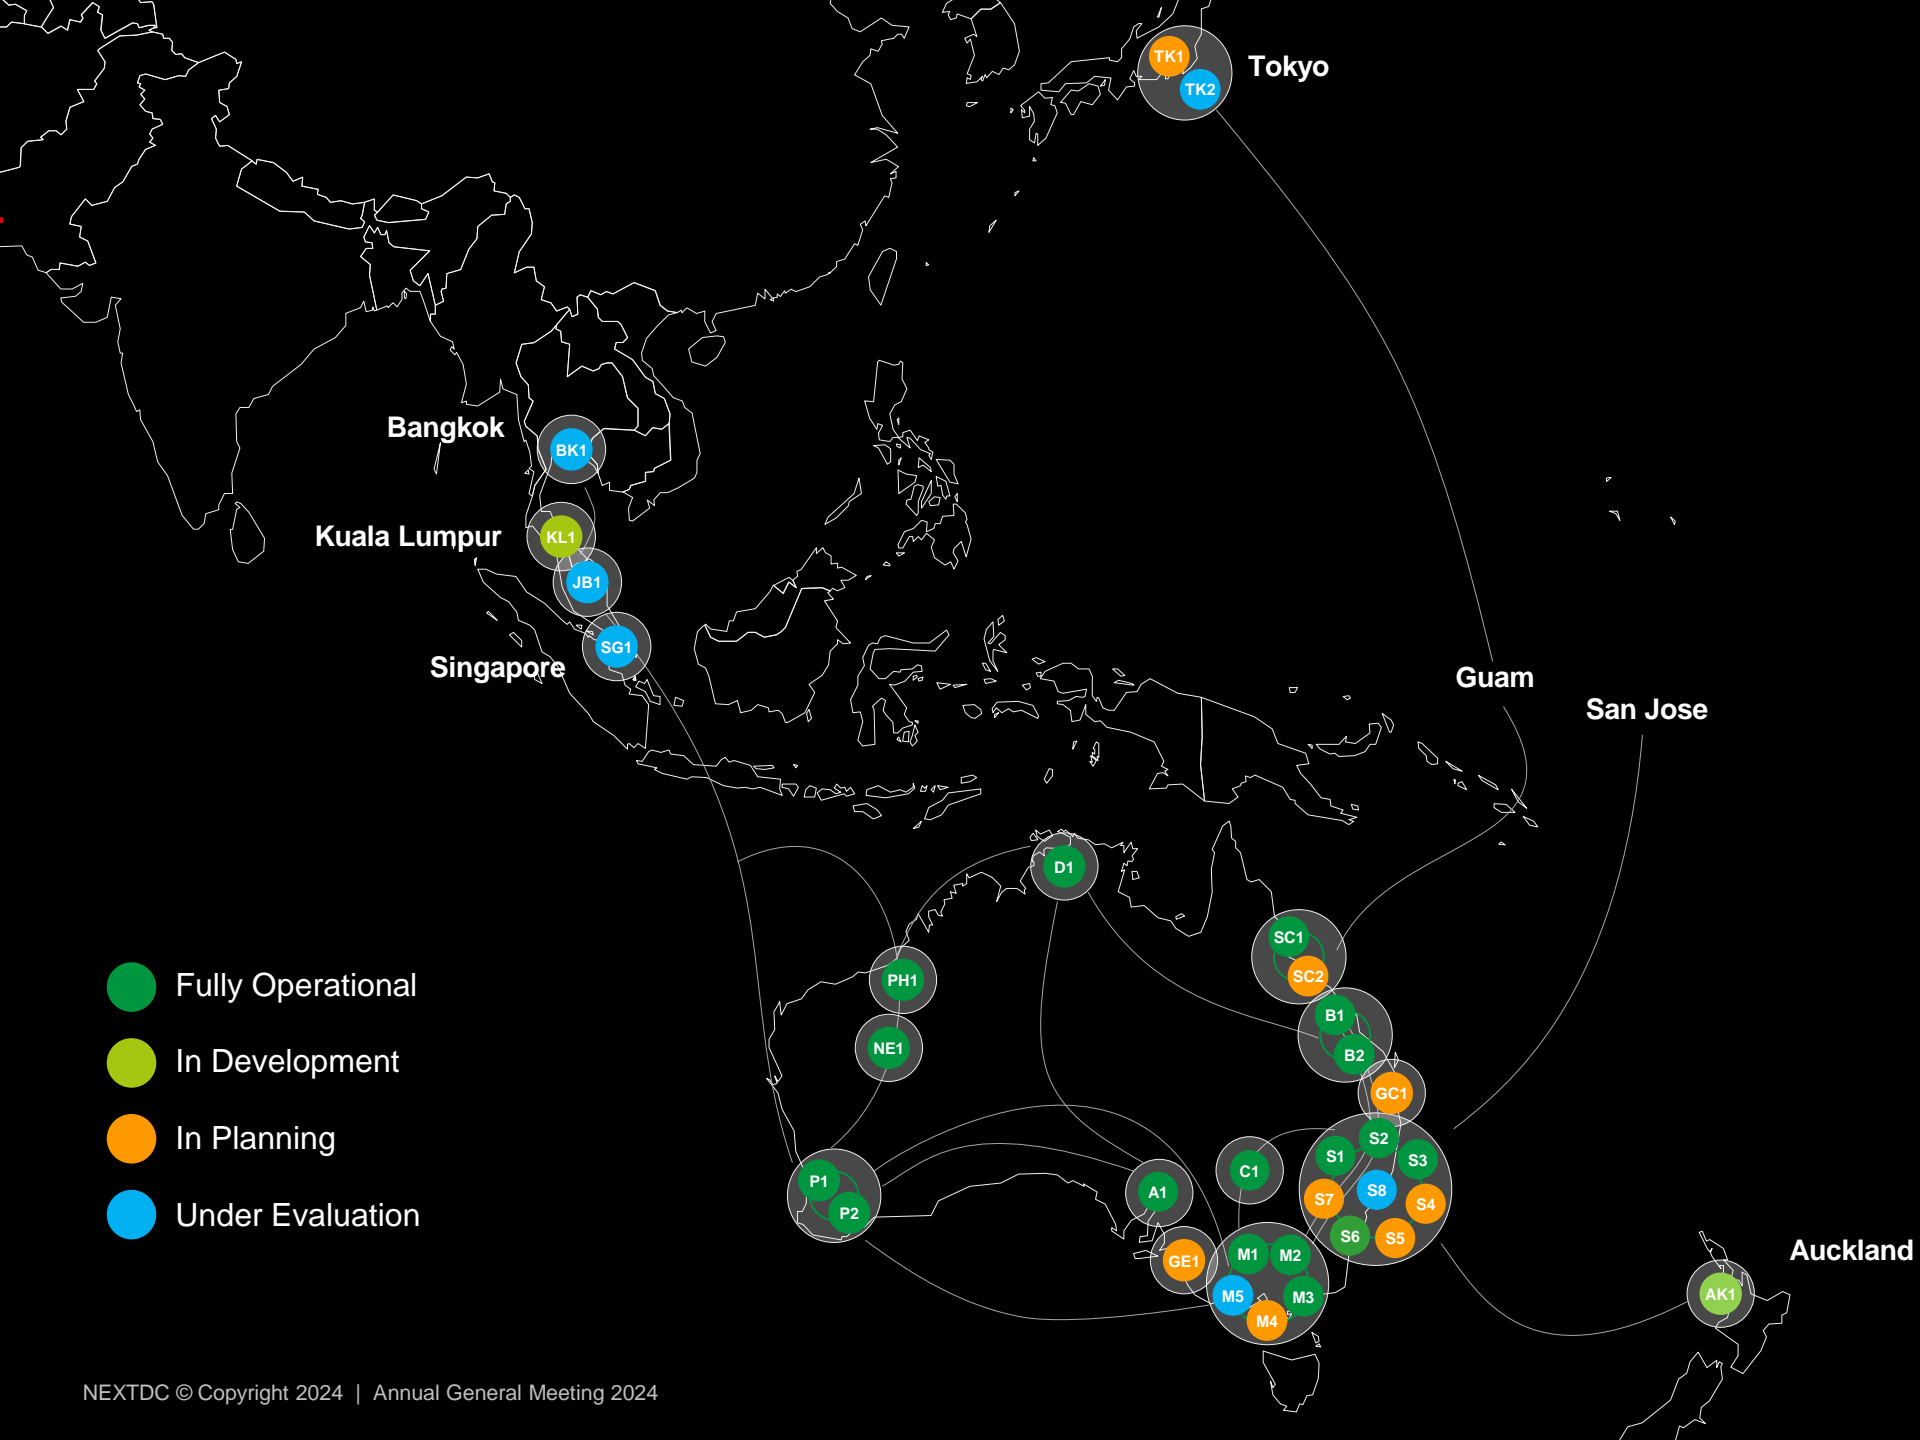 TK1
Tokyo
TK2
Bangkok
BK1
Kuala Lumpur
KL1
JB1
SG1
Singapore
Guam
San Jose
D1
SC1
SC2
PH1
B1
NE1
B2
GC1
Fully Operational
In Development
In Planning
Under Evaluation
S2
S1
S3
C1
P1
A1
S8
S7
S4
P2
S6
S5
M1
M2
GE1
Auckland
M5
M3
AK1
M4
NEXTDC © Copyright 2024 | Annual General Meeting 2024